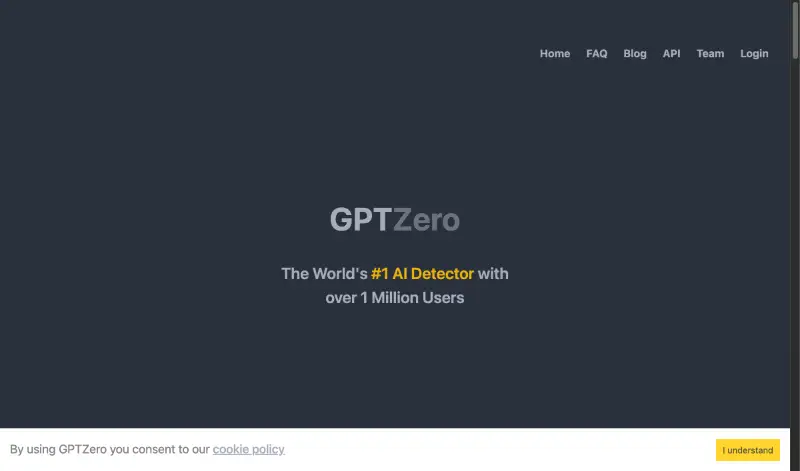 Home FAQ Blog API Team Login
GPTZero
The World's #1 AI Detector with
over 1 Million Users
By using GPTZero you consent to our cookie policy
I understand